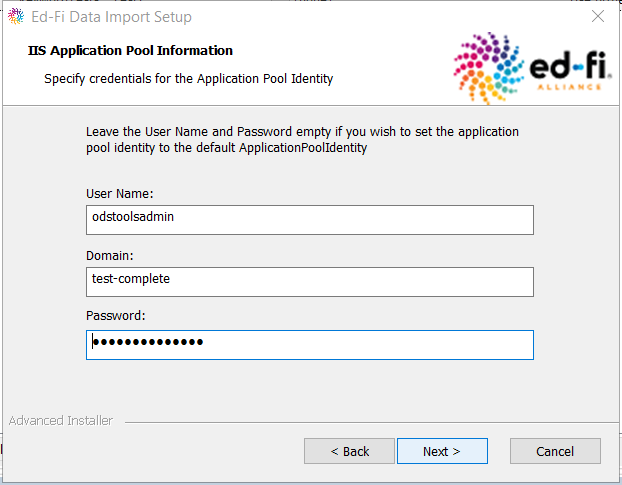 Ed-Fi Data Import Setup
IIS Application Pool Information
Specify credentials for the Application Pool Identity
ed-fi
ALLIANCE
Leave the User Name and Password empty if you wish to set the application
pool identity to the default ApplicationPoolIdentity
User Name:
odstoolsadmin
Domain:
test-complete
Password:
••••••••••••••
Advanced Installer
< Back
Next >
Cancel